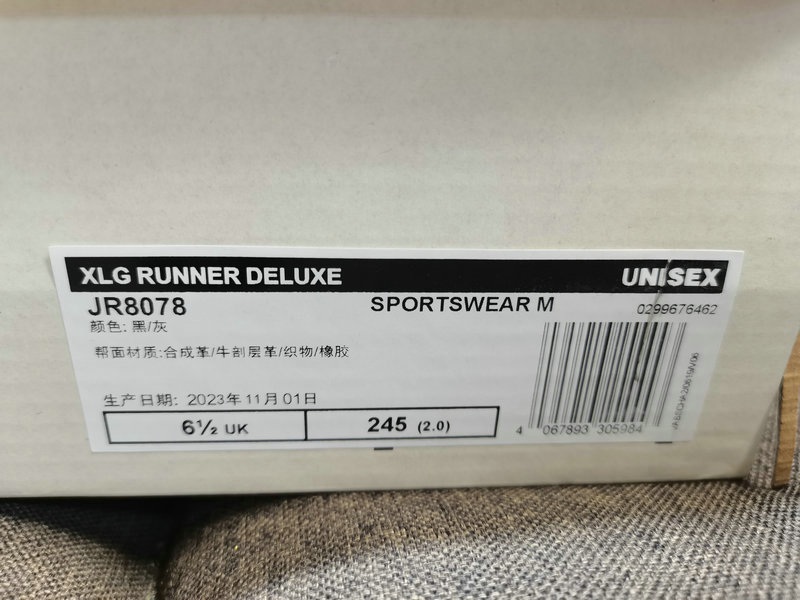 XLG RUNNER DELUXE UNISEX
JR8078 SPORTSWEAR M 0299676462
颜色: 黑/灰
帮面材质:合成革/牛剖层革/织物/橡胶
生产日期: 2023年11月01日
6½ UK 245 (2.0)
4 067893 305984